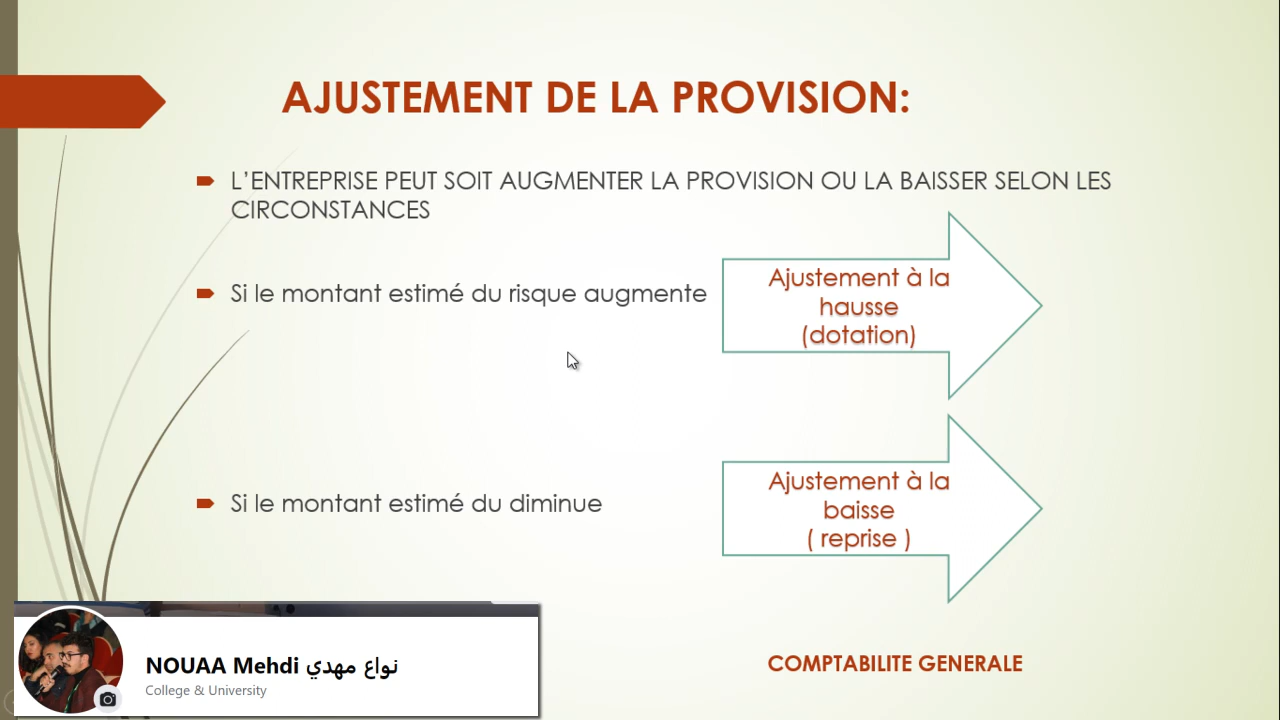 AJUSTEMENT DE LA PROVISION:
L’ENTREPRISE PEUT SOIT AUGMENTER LA PROVISION OU LA BAISSER SELON LES
CIRCONSTANCES
Si le montant estimé du risque augmente
Ajustement à la
hausse
(dotation)
Si le montant estimé du diminue
Ajustement à la
baisse
( reprise )
NOUAA Mehdi نواع مهدي
College & University
COMPTABILITE GENERALE